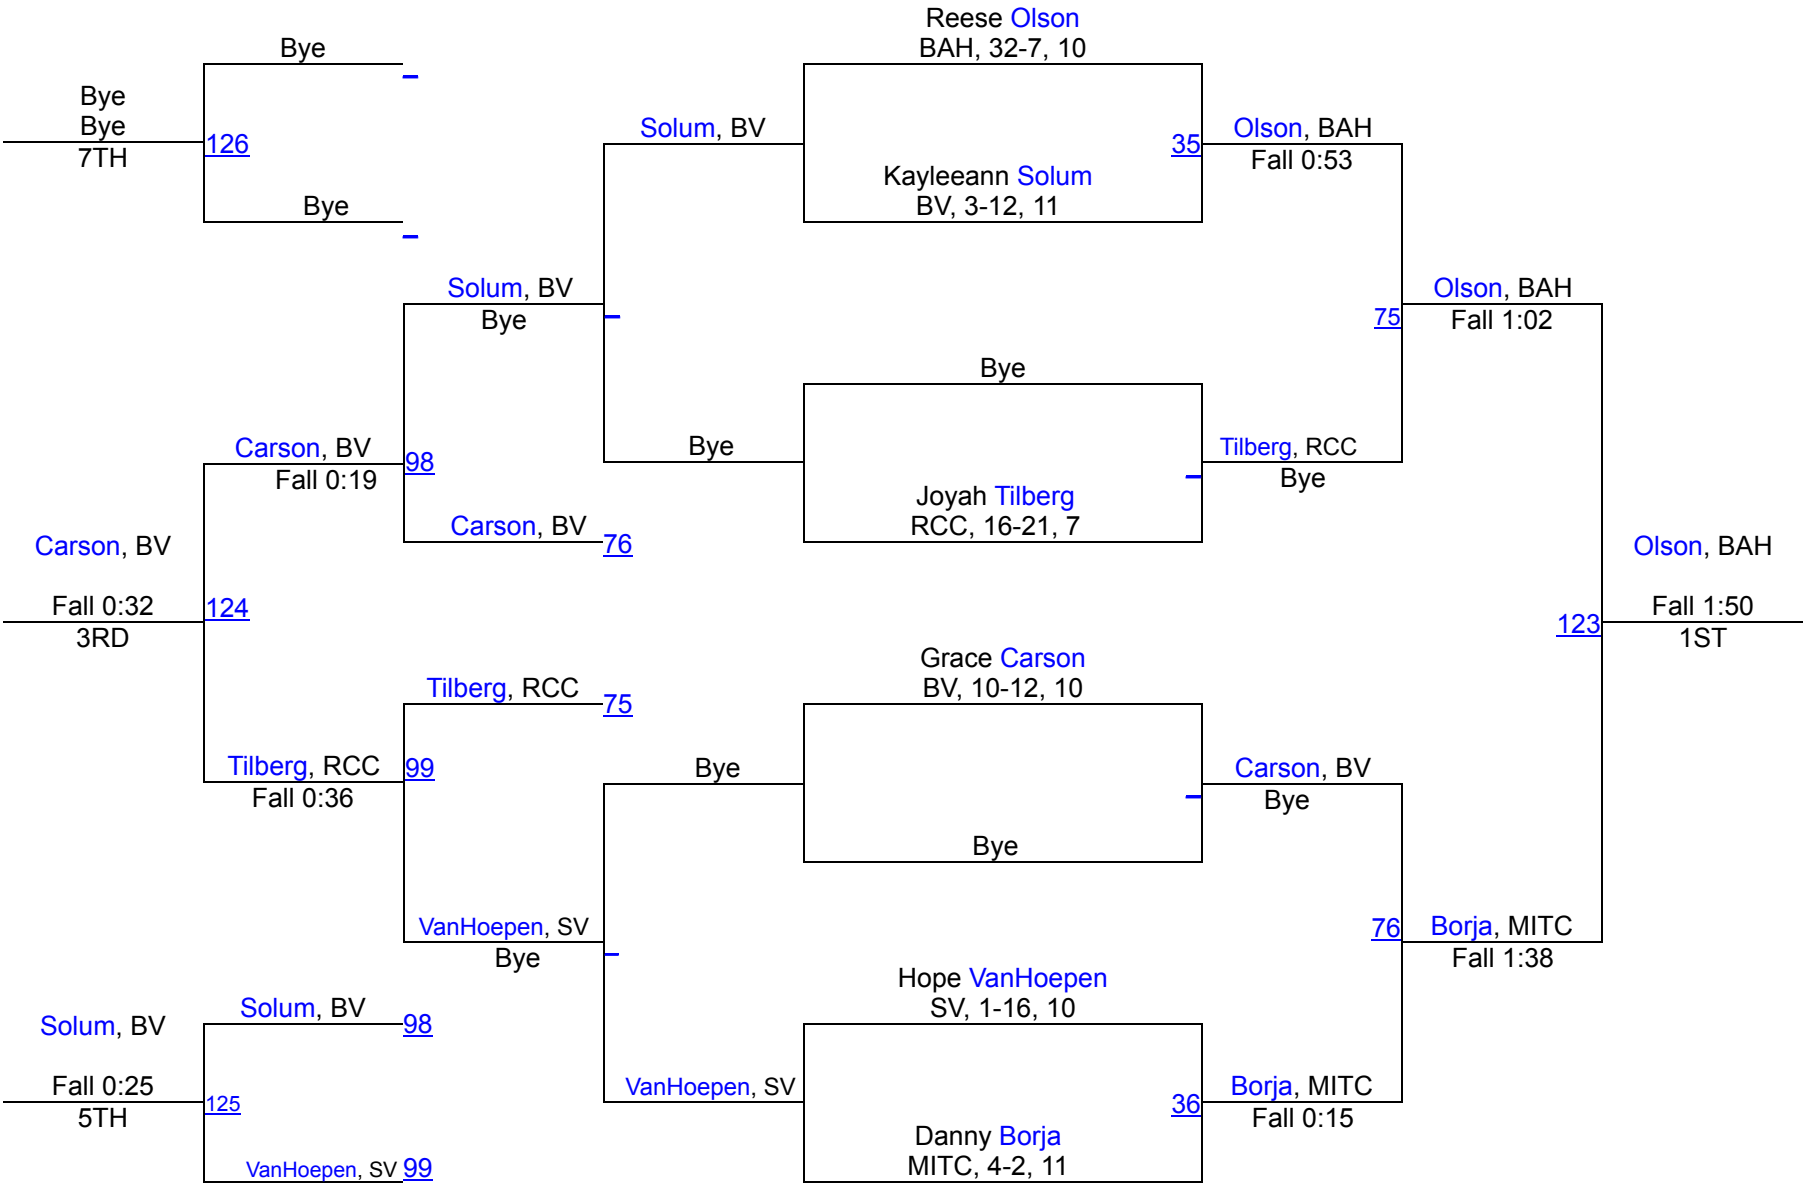 Reese Olson
BAH, 32-7, 10
Bye
Bye
Bye
7TH
126
Bye
Solum, BV
35
Olson, BAH
Fall 0:53
Kayleeann Solum
BV, 3-12, 11
Solum, BV
Bye
75
Olson, BAH
Fall 1:02
Bye
Carson, BV
Fall 0:19
98
Bye
Tilberg, RCC
Bye
Joyah Tilberg
RCC, 16-21, 7
Carson, BV
76
Carson, BV
Fall 0:32
3RD
124
Olson, BAH
Fall 1:50
1ST
123
Grace Carson
BV, 10-12, 10
Tilberg, RCC
75
Tilberg, RCC
Fall 0:36
99
Bye
Carson, BV
Bye
Bye
VanHoepen, SV
Bye
76
Borja, MITC
Fall 1:38
Hope VanHoepen
SV, 1-16, 10
Solum, BV
98
Solum, BV
Fall 0:25
5TH
125
VanHoepen, SV
36
Borja, MITC
Fall 0:15
Danny Borja
MITC, 4-2, 11
VanHoepen, SV
99